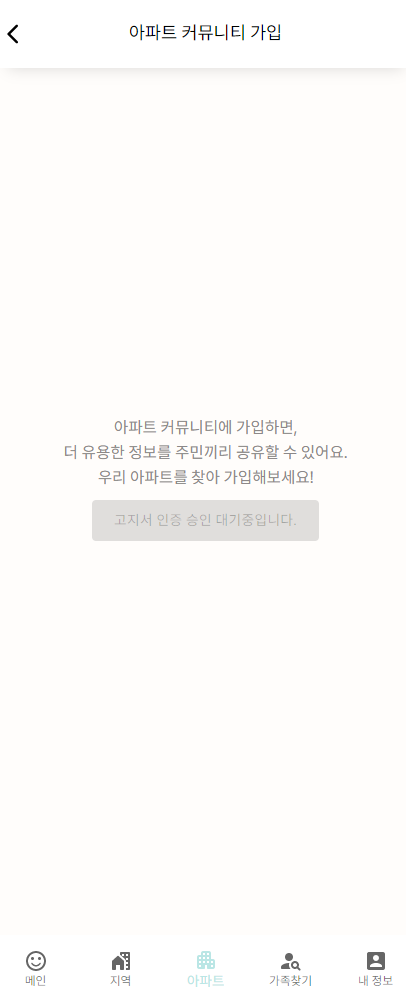 아파트 커뮤니티 가입
아파트 커뮤니티에 가입하면,
더 유용한 정보를 주민끼리 공유할 수 있어요.
우리 아파트를 찾아 가입해보세요!
고지서 인증 승인 대기중입니다.
메인 지역 아파트 가족찾기 내 정보